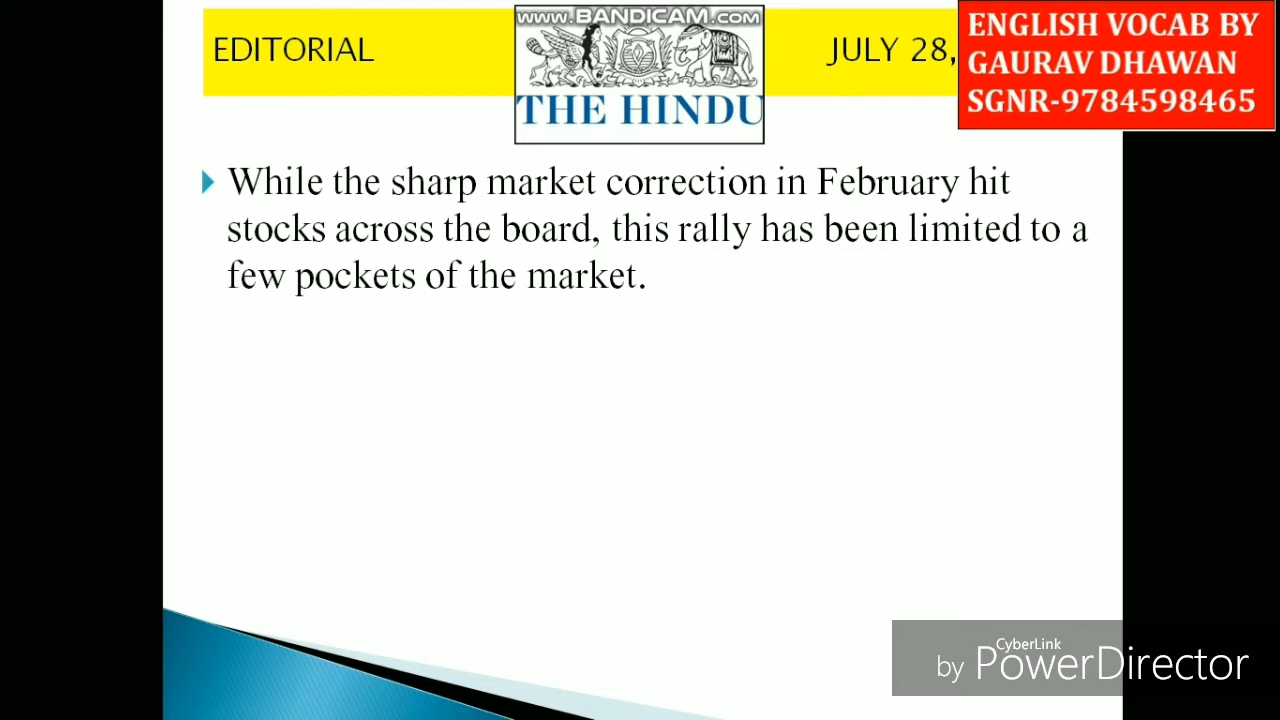 WWW.BANDICAM.COM
EDITORIAL
THE HINDU
JULY 28,
ENGLISH VOCAB BY
GAURAV DHAWAN
SGNR-9784598465
While the sharp market correction in February hit
stocks across the board, this rally has been limited to a
few pockets of the market.
CyberLink
by PowerDirector